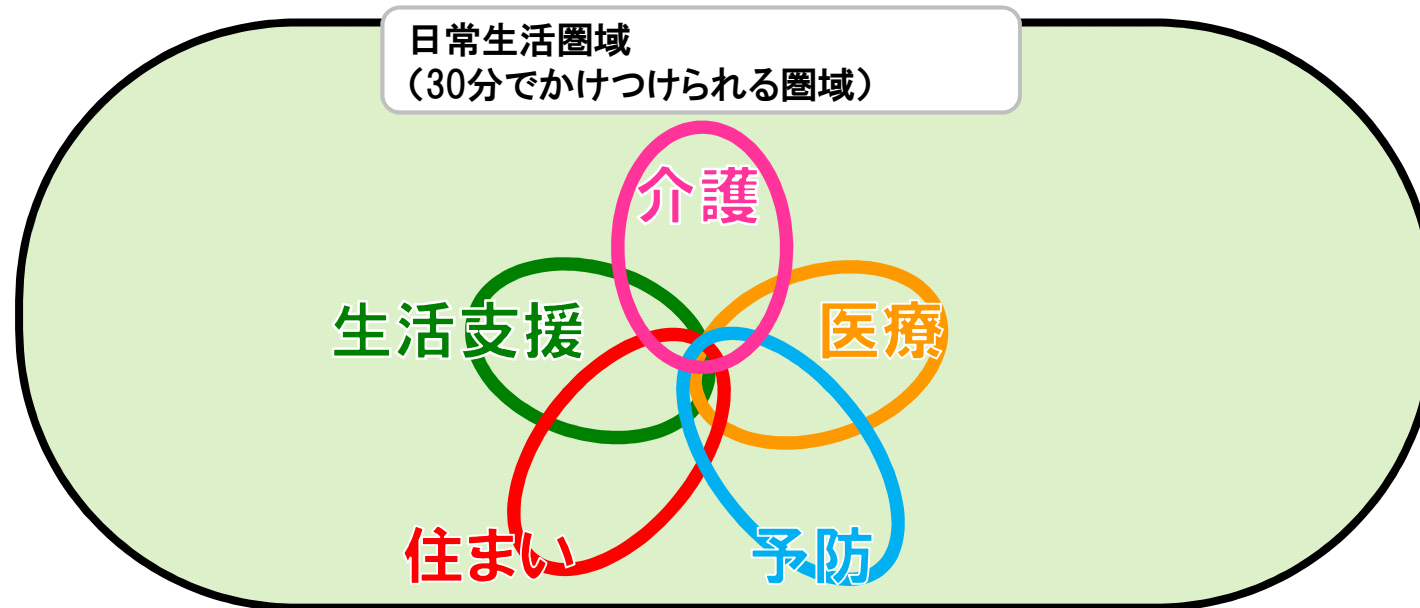 日常生活圏域
（30分でかけつけられる圏域）
介護
生活支援
医療
住まい
予防